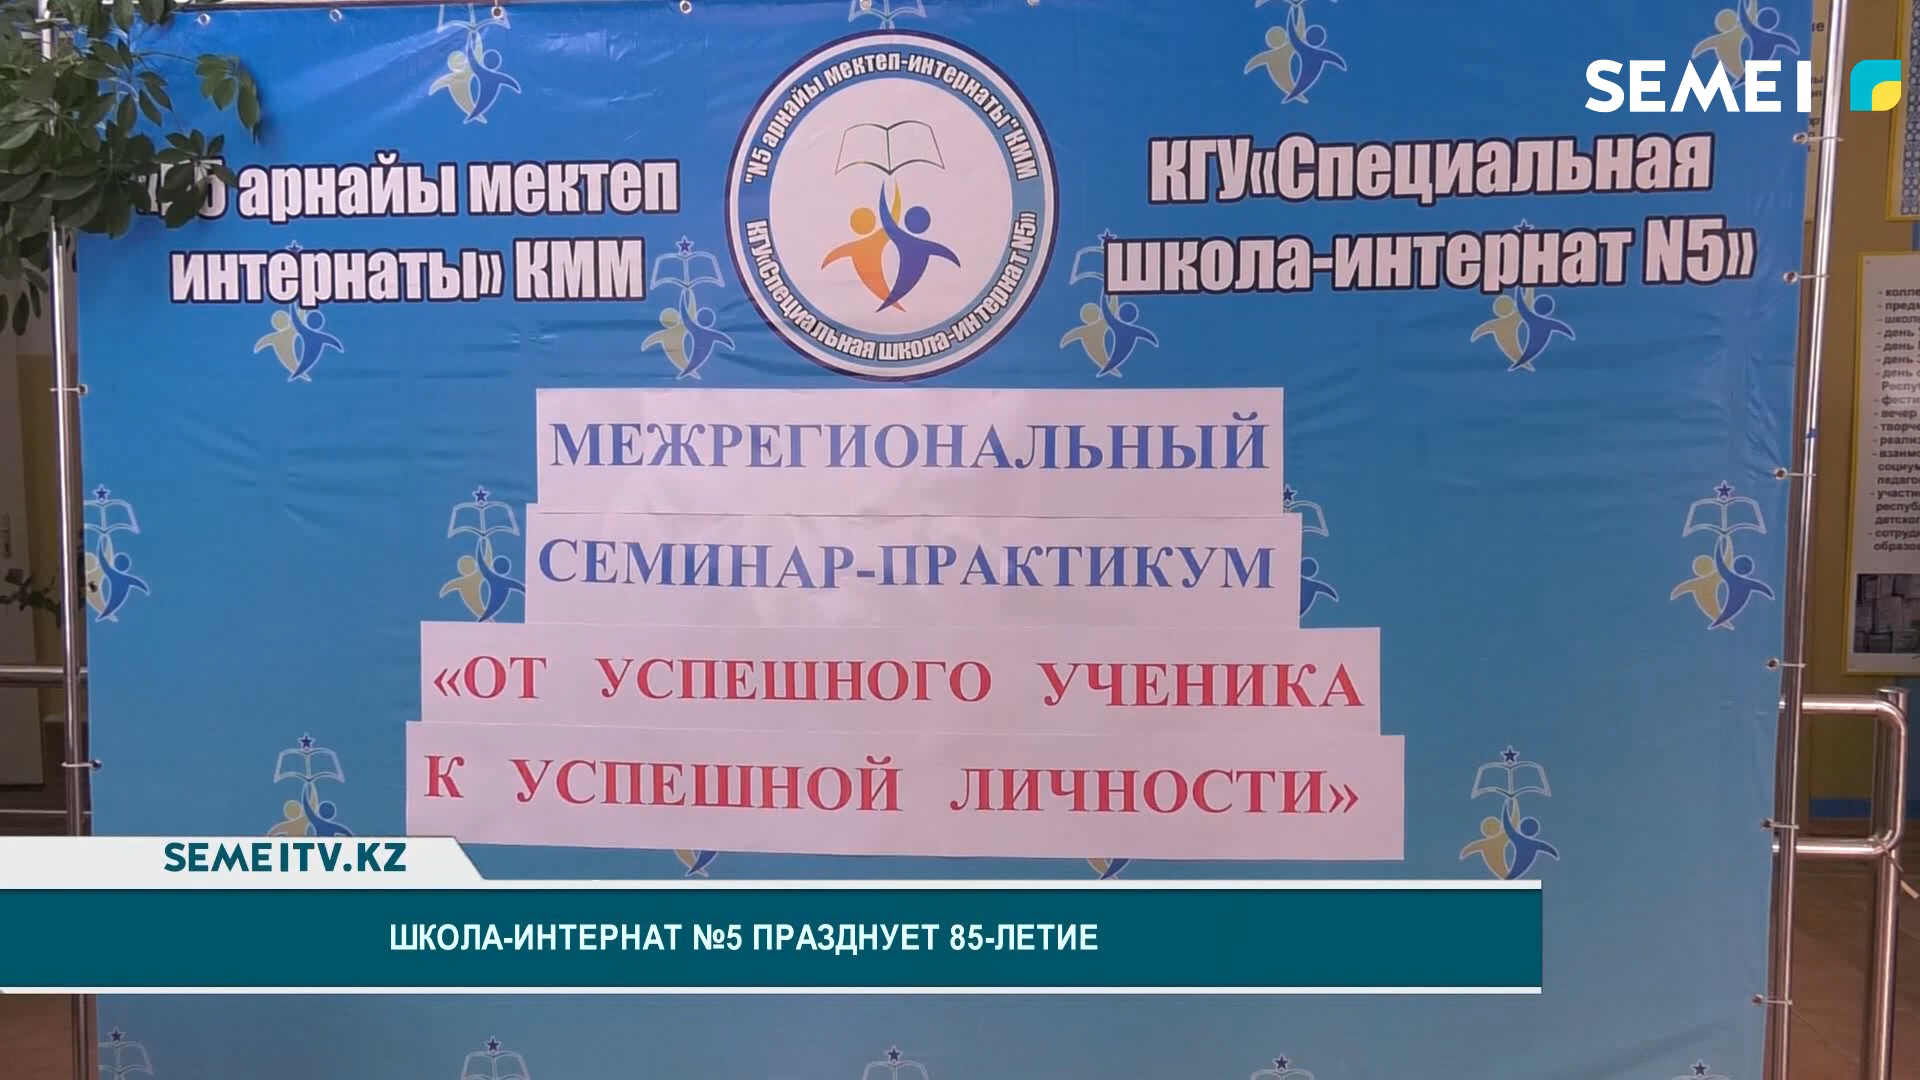 SEMEI
"N5 арнайы мектеп-интернаты"КММ
КГУ«Специальная школа-интернат N5»
арнайы мектеп
интернаты» КММ
КГУ«Специальная
школа-интернат N5»
МЕЖРЕГИОНАЛЬНЫЙ
СЕМИНАР-ПРАКТИКУМ
«ОТ УСПЕШНОГО УЧЕНИКА
К УСПЕШНОЙ ЛИЧНОСТИ»
SEMEITV.KZ
ШКОЛА-ИНТЕРНАТ №5 ПРАЗДНУЕТ 85-ЛЕТИЕ